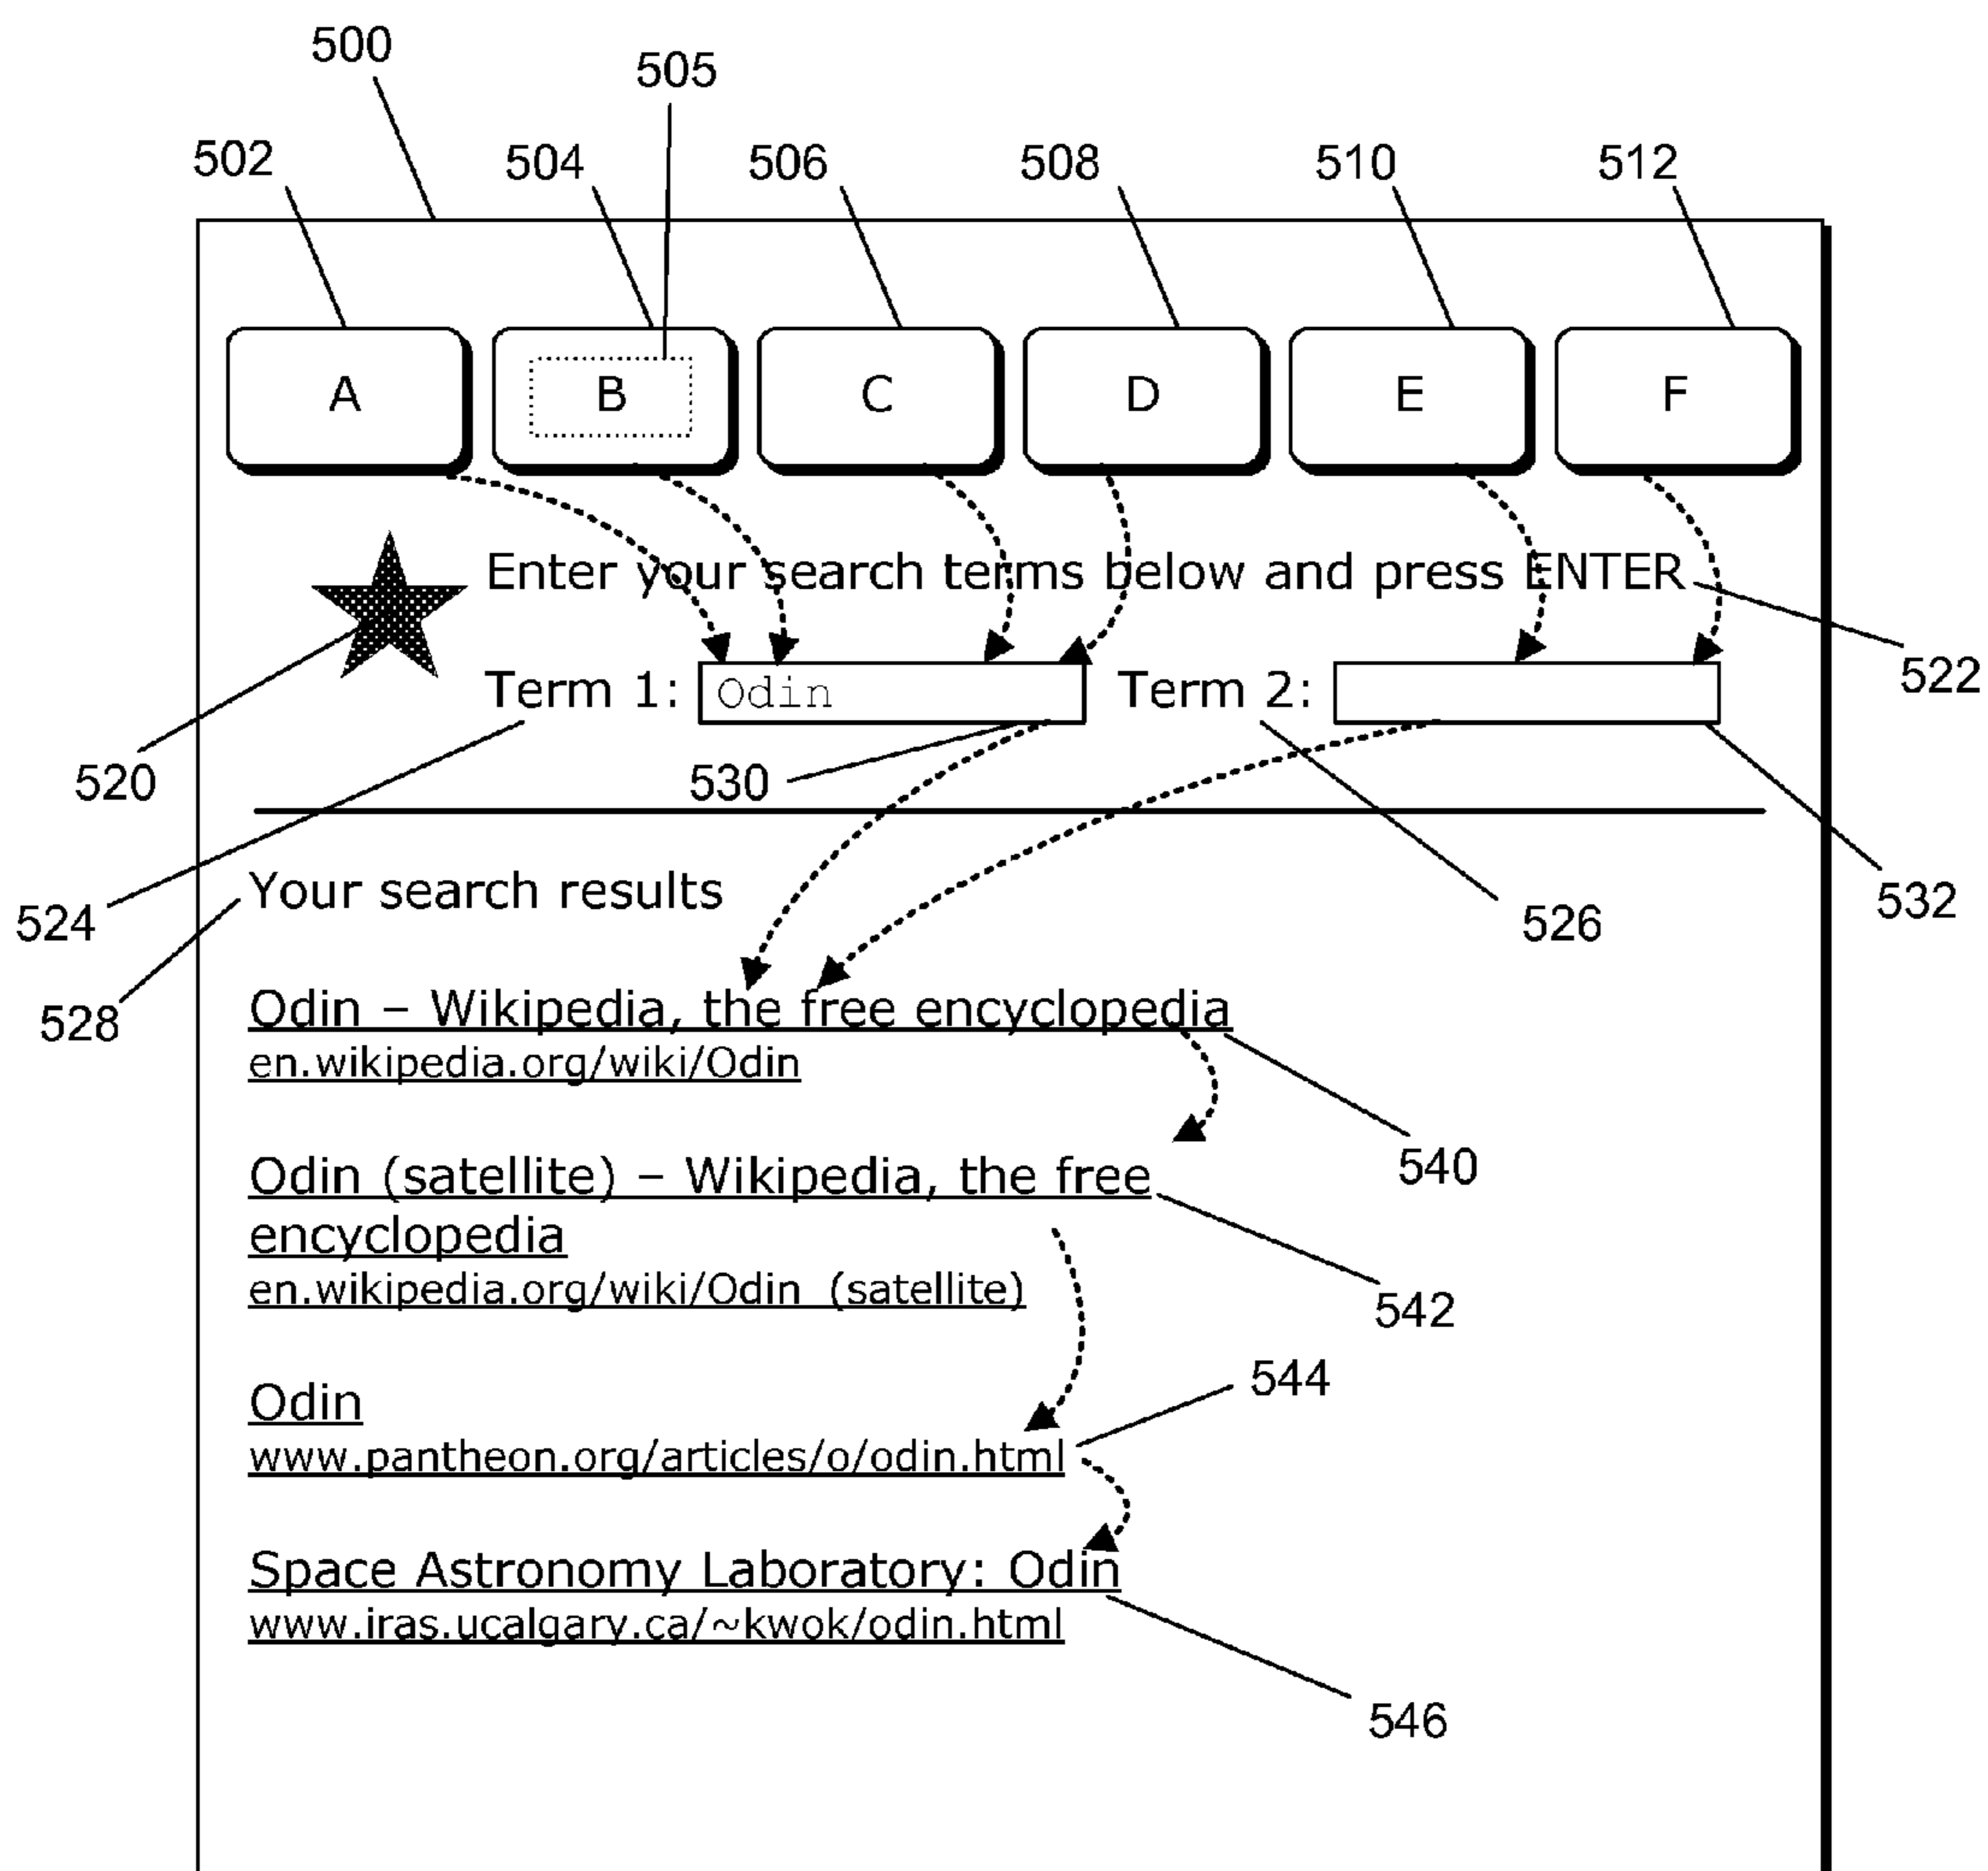 500
505
502 504 506 508 510 512
A B C D E F
Enter your search terms below and press ENTER
522
Term 1: Odin Term 2:
520 530
Your search results
524 526 532
528
Odin – Wikipedia, the free encyclopedia
en.wikipedia.org/wiki/Odin
540
Odin (satellite) – Wikipedia, the free
encyclopedia
en.wikipedia.org/wiki/Odin_(satellite)
542
544
Odin
www.pantheon.org/articles/o/odin.html
Space Astronomy Laboratory: Odin
www.iras.ucalgary.ca/~kwok/odin.html
546